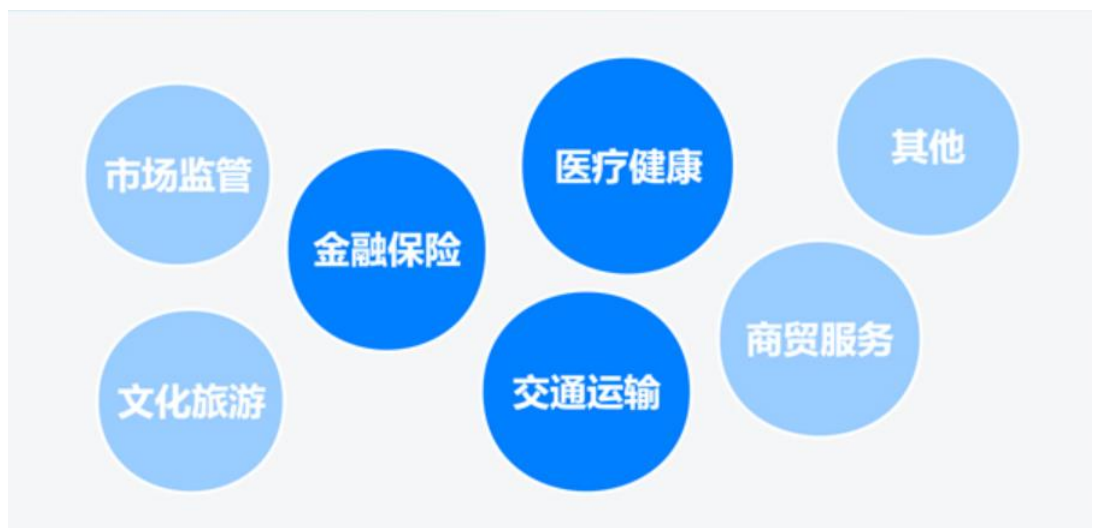 市场监管
金融保险
医疗健康
其他
文化旅游
交通运输
商贸服务